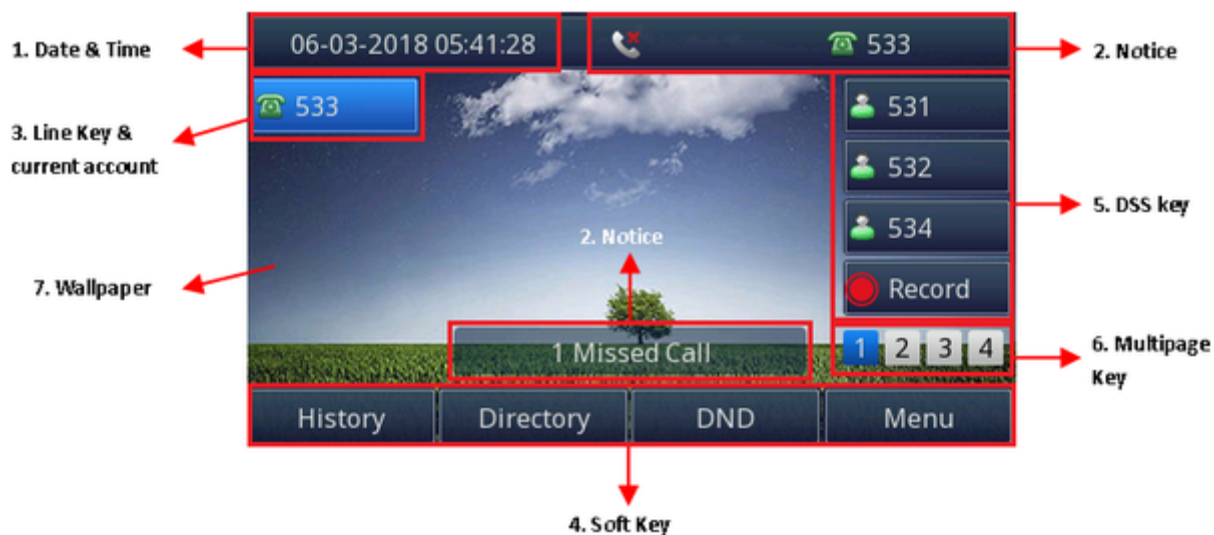 1. Date & Time
06-03-2018 05:41:28
533
2. Notice
3. Line Key &
current account
533
531
532
534
Record
5. DSS key
2. Notice
7. Wallpaper
1 Missed Call
1 2 3 4
6. Multipage
Key
History Directory DND Menu
4. Soft Key